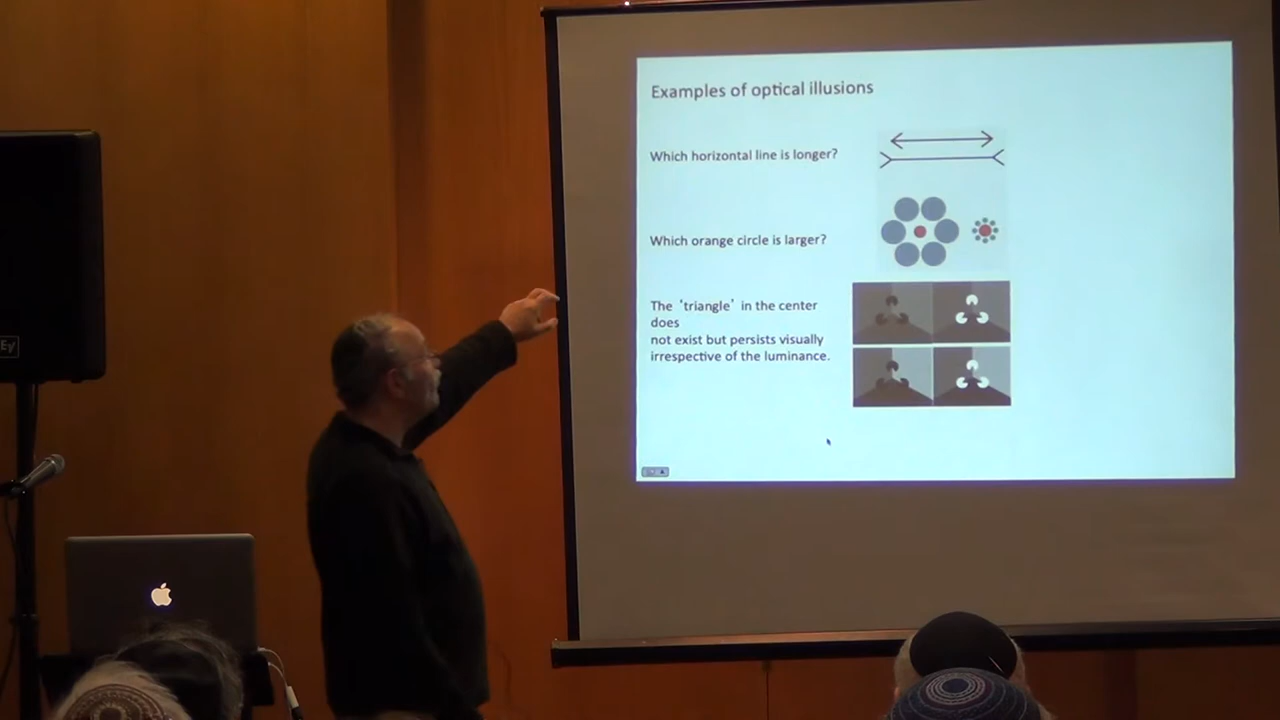 Examples of optical illusions
Which horizontal line is longer?
Which orange circle is larger?
The 'triangle' in the center
does
not exist but persists visually
irrespective of the luminance.
EV